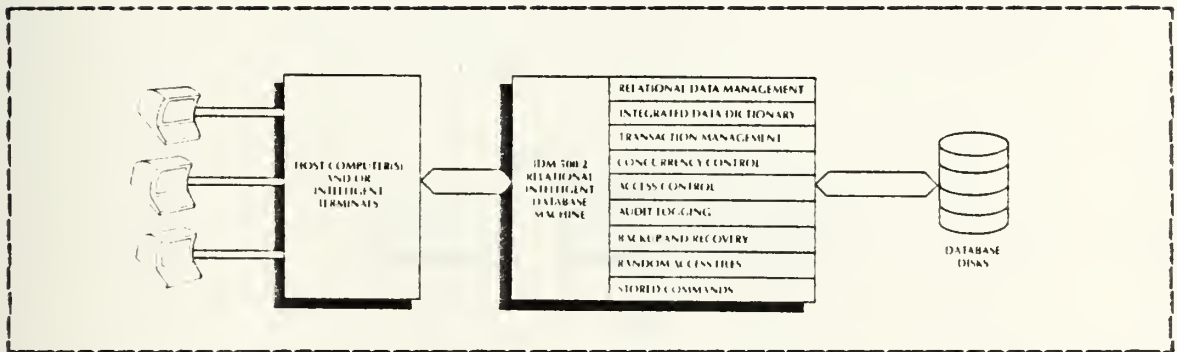 HOST COMPUTER(S)
AND/OR
INTELLIGENT
TERMINALS
IDM 500/2
RELATIONAL
INTELLIGENT
DATABASE
MACHINE
RELATIONAL DATA MANAGEMENT
INTEGRATED DATA DICTIONARY
TRANSACTION MANAGEMENT
CONCURRENCY CONTROL
ACCESS CONTROL
AUDIT LOGGING
BACKUP AND RECOVERY
RANDOM ACCESS FILES
STORED COMMANDS
DATABASE
DISKS